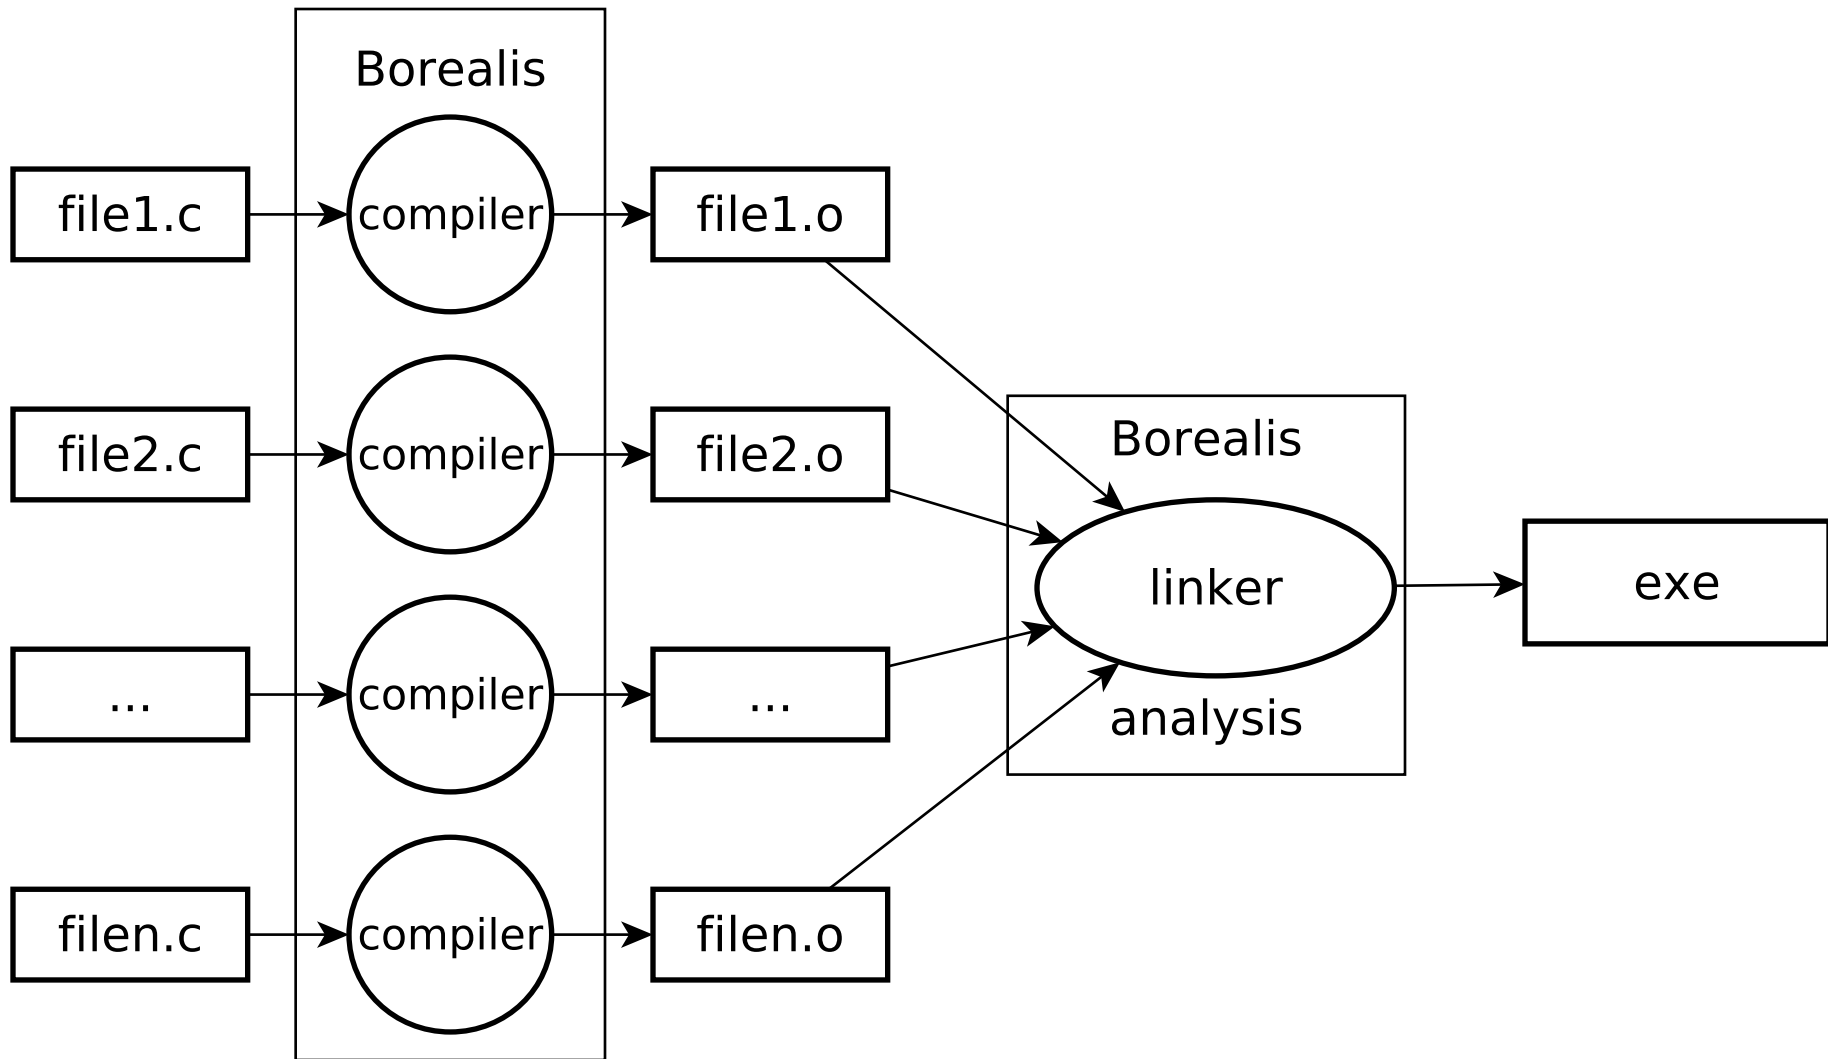 Borealis
file1.c
compiler
file1.o
file2.c
compiler
file2.o
...
compiler
...
filen.c
compiler
filen.o
Borealis
linker
analysis
exe